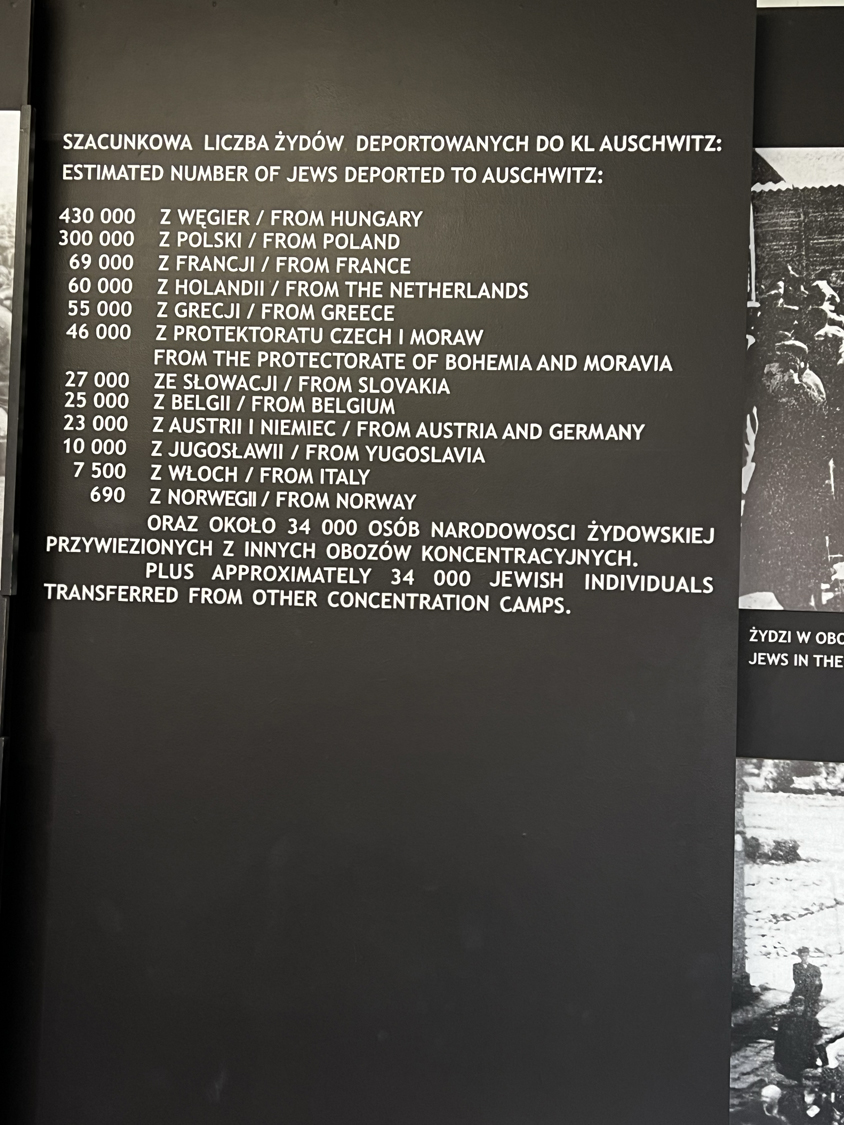 SZACUNKOWA LICZBA ŻYDÓW DEPORTOWANYCH DO KL AUSCHWITZ:
ESTIMATED NUMBER OF JEWS DEPORTED TO AUSCHWITZ:
430 000 Z WĘGIER / FROM HUNGARY
300 000 Z POLSKI / FROM POLAND
69 000 Z FRANCJI / FROM FRANCE
60 000 Z HOLANDII / FROM THE NETHERLANDS
55 000 Z GRECJI / FROM GREECE
46 000 Z PROTEKTORATU CZECH I MORAW
FROM THE PROTECTORATE OF BOHEMIA AND MORAVIA
27 000 ZE SŁOWACJI / FROM SLOVAKIA
25 000 Z BELGII / FROM BELGIUM
23 000 Z AUSTRII I NIEMIEC / FROM AUSTRIA AND GERMANY
10 000 Z JUGOSŁAWII / FROM YUGOSLAVIA
7 500 Z WŁOCH / FROM ITALY
690 Z NORWEGII / FROM NORWAY
ORAZ OKOŁO 34 000 OSÓB NARODOWOSCI ŻYDOWSKIEJ
PRZYWIEZIONYCH Z INNYCH OBOZÓW KONCENTRACYJNYCH.
PLUS APPROXIMATELY 34 000 JEWISH INDIVIDUALS
TRANSFERRED FROM OTHER CONCENTRATION CAMPS.
ŻYDZI W OBO
JEWS IN THE